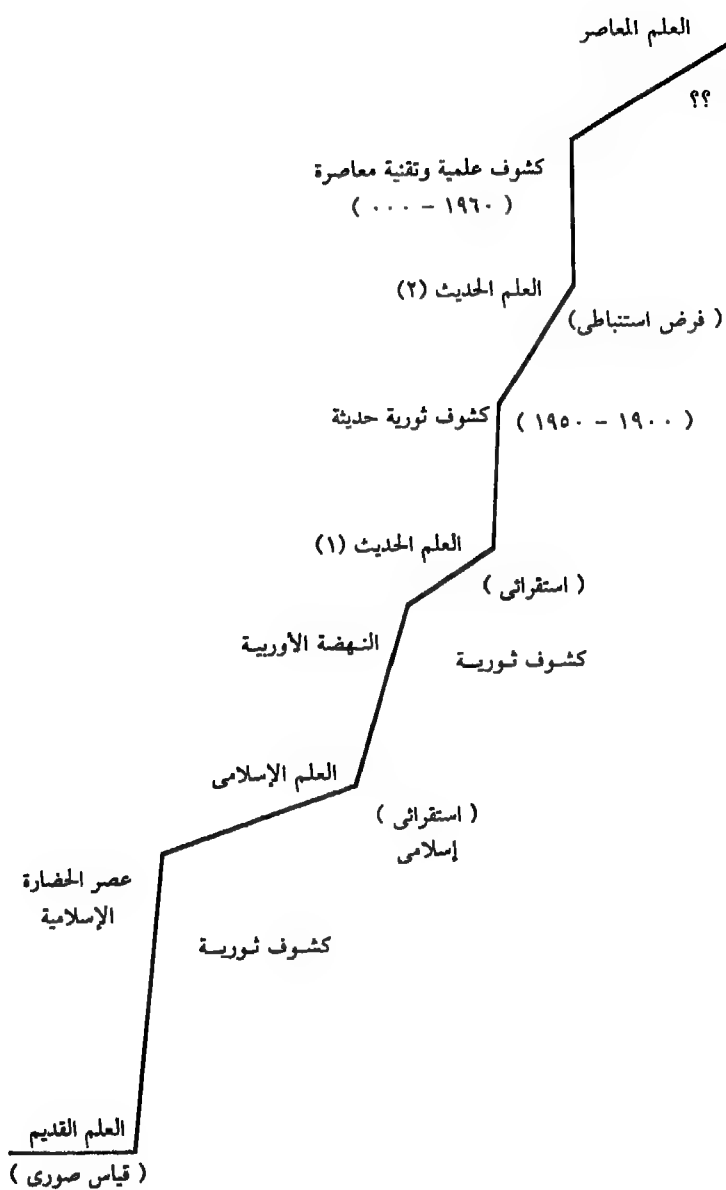 العلم المعاصر
؟؟
كشوف علمية وتقنية معاصرة
( ١٩٦٠ – ٠٠٠ )
العلم الحديث (٢)
( فرض استنباطى)
كشوف ثورية حديثة
( ١٩٠٠ – ١٩٥٠ )
العلم الحديث (١)
( استقرائى )
النهضة الأوربية
كشوف ثورية
العلم الإسلامى
( استقرائى )
إسلامى
عصر الحضارة
الإسلامية
كشوف ثورية
العلم القديم
( قياس صورى )